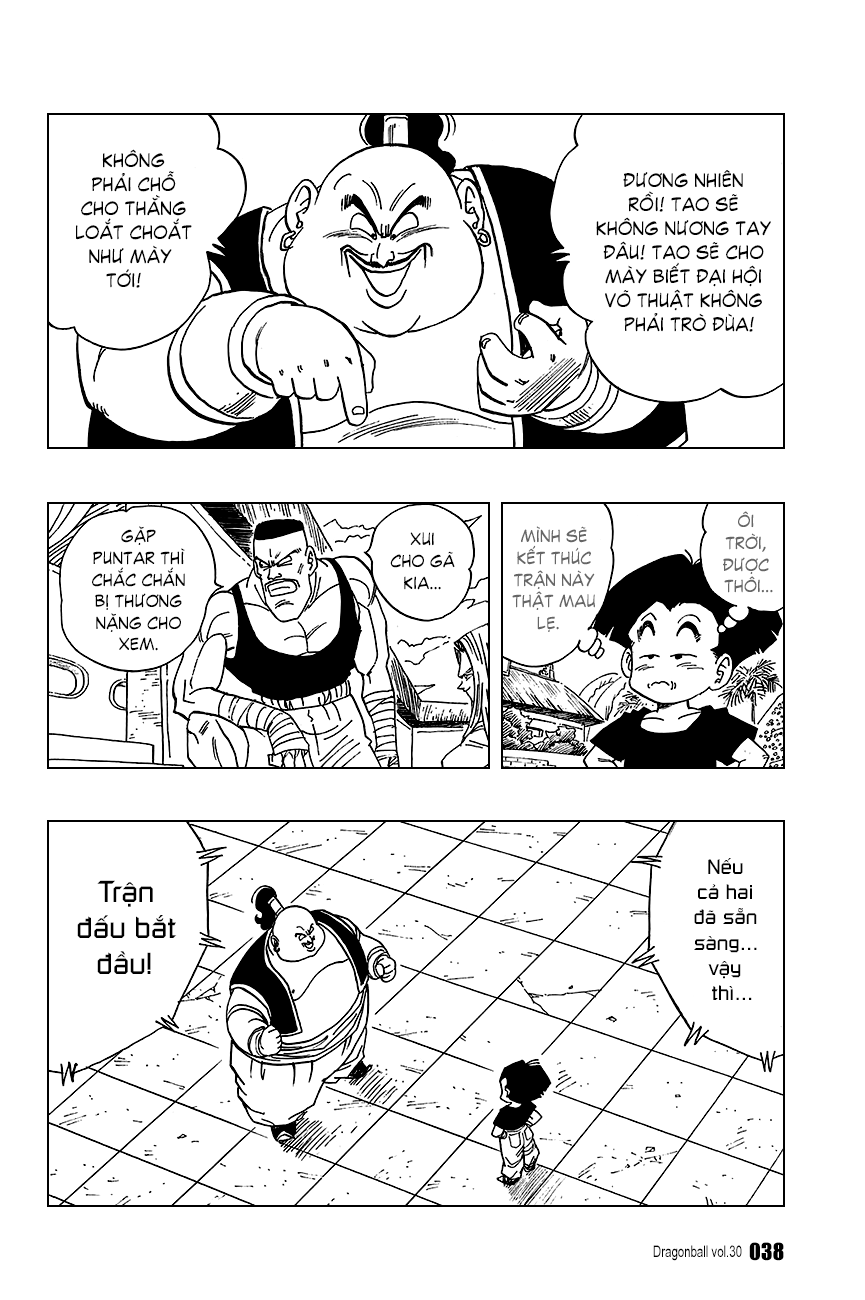 ĐƯƠNG NHIÊN
RỒI! TAO SẼ
KHÔNG NƯƠNG TAY
ĐÂU! TAO SẼ CHO
MÀY BIẾT ĐẠI HỘI
VÕ THUẬT KHÔNG
PHẢI TRÒ ĐÙA!
KHÔNG
PHẢI CHỖ
CHO THẰNG
LOẮT CHOẮT
NHƯ MÀY
TỚI!
ÔI
TRỜI,
ĐƯỢC
THÔI...
MÌNH SẼ
KẾT THÚC
TRẬN NÀY
THẬT MAU
LẸ.
XUI
CHO GÃ
KIA...
GẶP
PUNTAR THÌ
CHẮC CHẮN
BỊ THƯƠNG
NẶNG CHO
XEM.
Nếu
cả hai
đã sẵn
sàng...
vậy
thì...
Trận
đấu bắt
đầu!
Dragonball vol.30 038